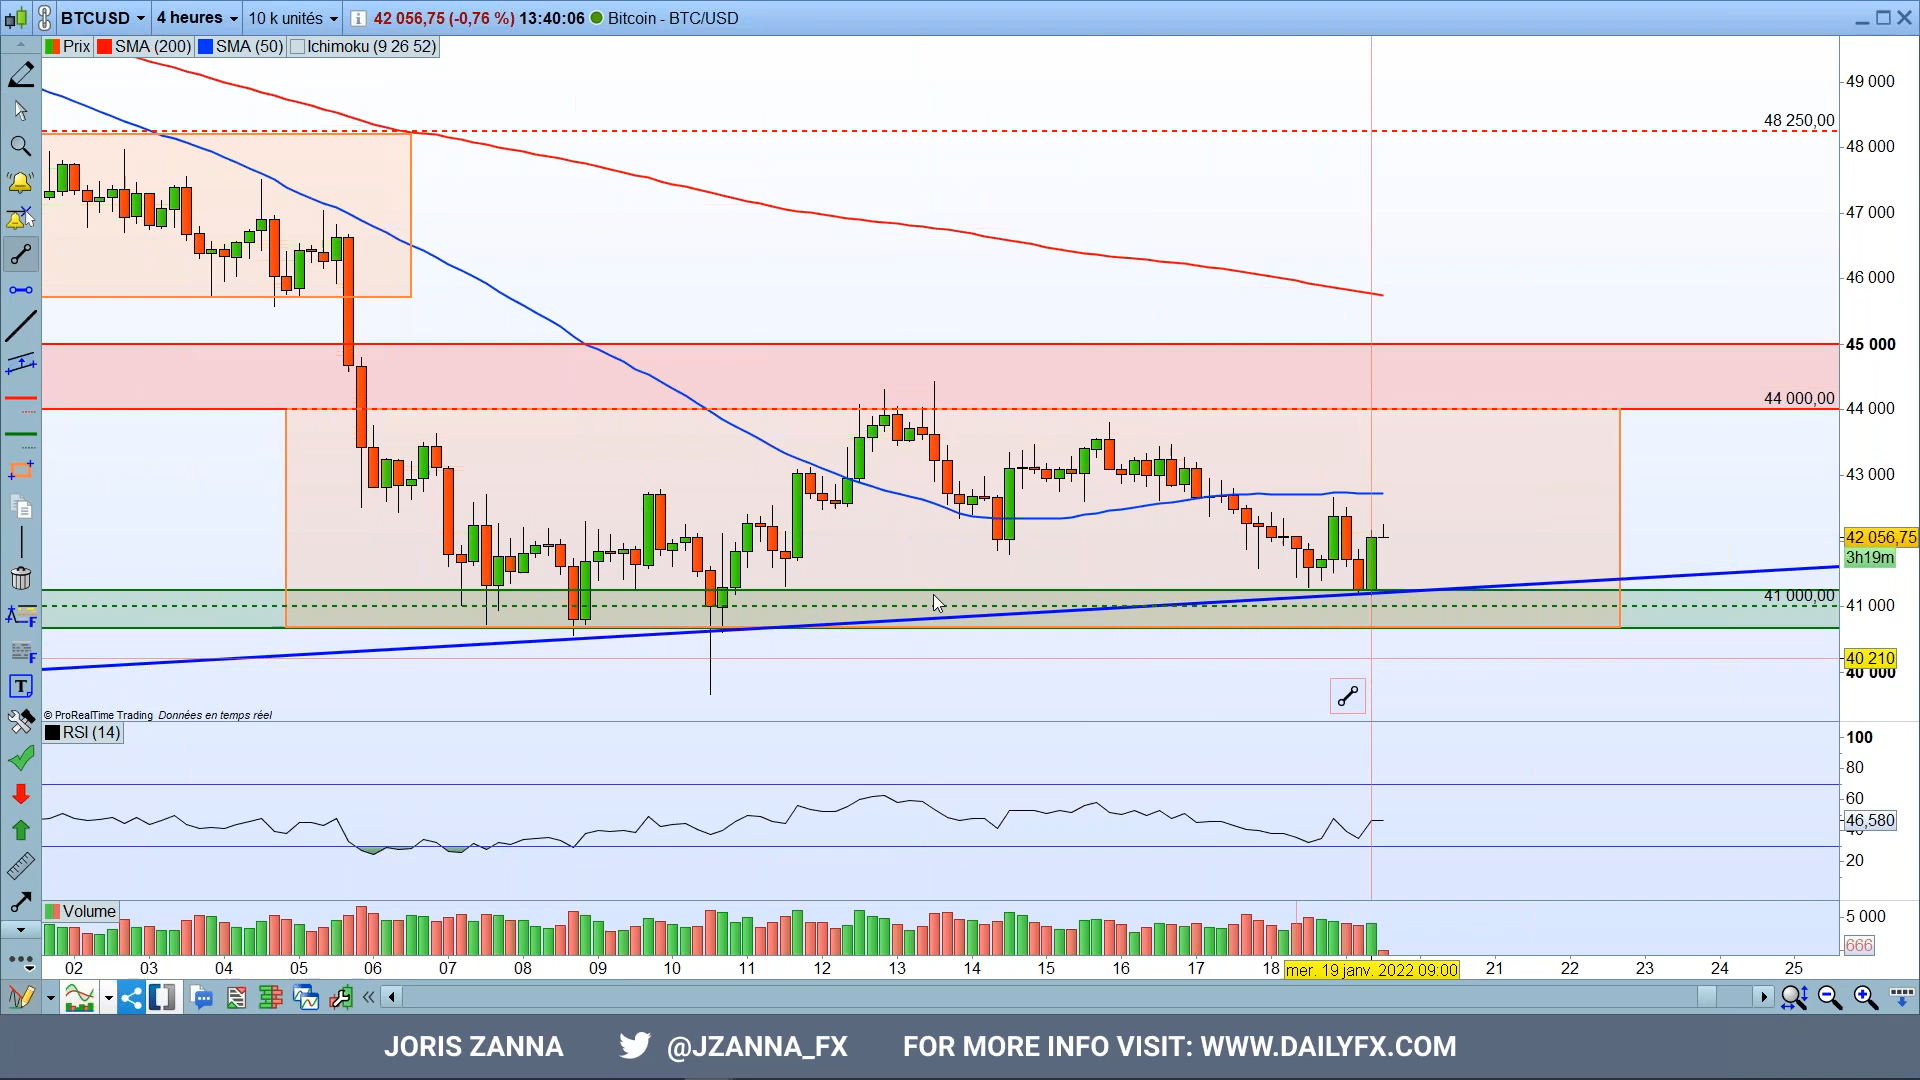 BTCUSD 4 heures 10 k unités 42 056,75 (-0,76 %) 13:40:06 Bitcoin - BTC/USD
Prix SMA (200) SMA (50) Ichimoku (9 26 52)
49 000
48 250,00
48 000
47 000
46 000
45 000
44 000,00
44 000
43 000
42 056,75
3h19m
41 000,00
41 000
40 210
40 000
© ProRealTime Trading Données en temps réel
RSI (14)
100
80
60
46,580
40
20
Volume
5 000
666
02 03 04 05 06 07 08 09 10 11 12 13 14 15 16 17 18 mer. 19 janv. 2022 09:00 21 22 23 24 25
JORIS ZANNA @JZANNA_FX FOR MORE INFO VISIT: WWW.DAILYFX.COM